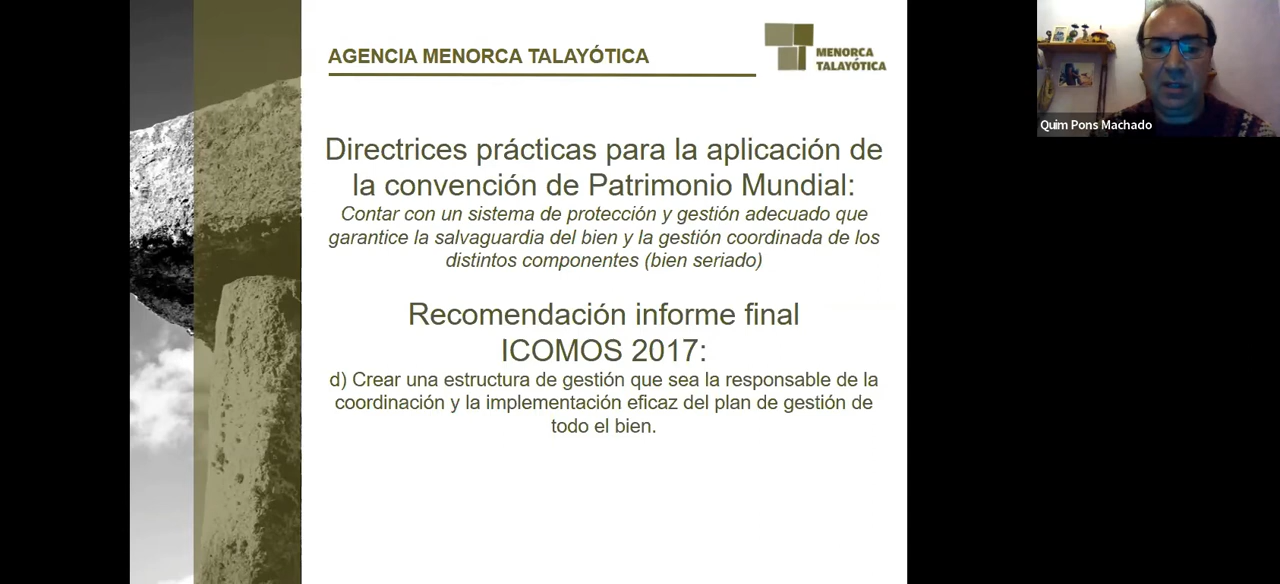 AGENCIA MENORCA TALAYÓTICA
MENORCA
TALAYÓTICA
Directrices prácticas para la aplicación de
la convención de Patrimonio Mundial:
Contar con un sistema de protección y gestión adecuado que
garantice la salvaguardia del bien y la gestión coordinada de los
distintos componentes (bien seriado)
Recomendación informe final
ICOMOS 2017:
d) Crear una estructura de gestión que sea la responsable de la
coordinación y la implementación eficaz del plan de gestión de
todo el bien.
Quim Pons Machado